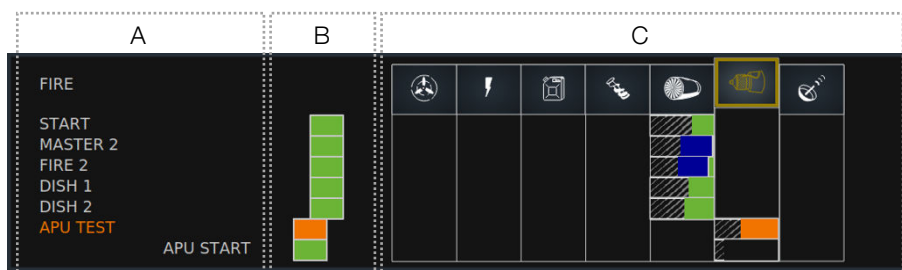 A B C
FIRE
START
MASTER 2
FIRE 2
DISH 1
DISH 2
APU TEST
APU START